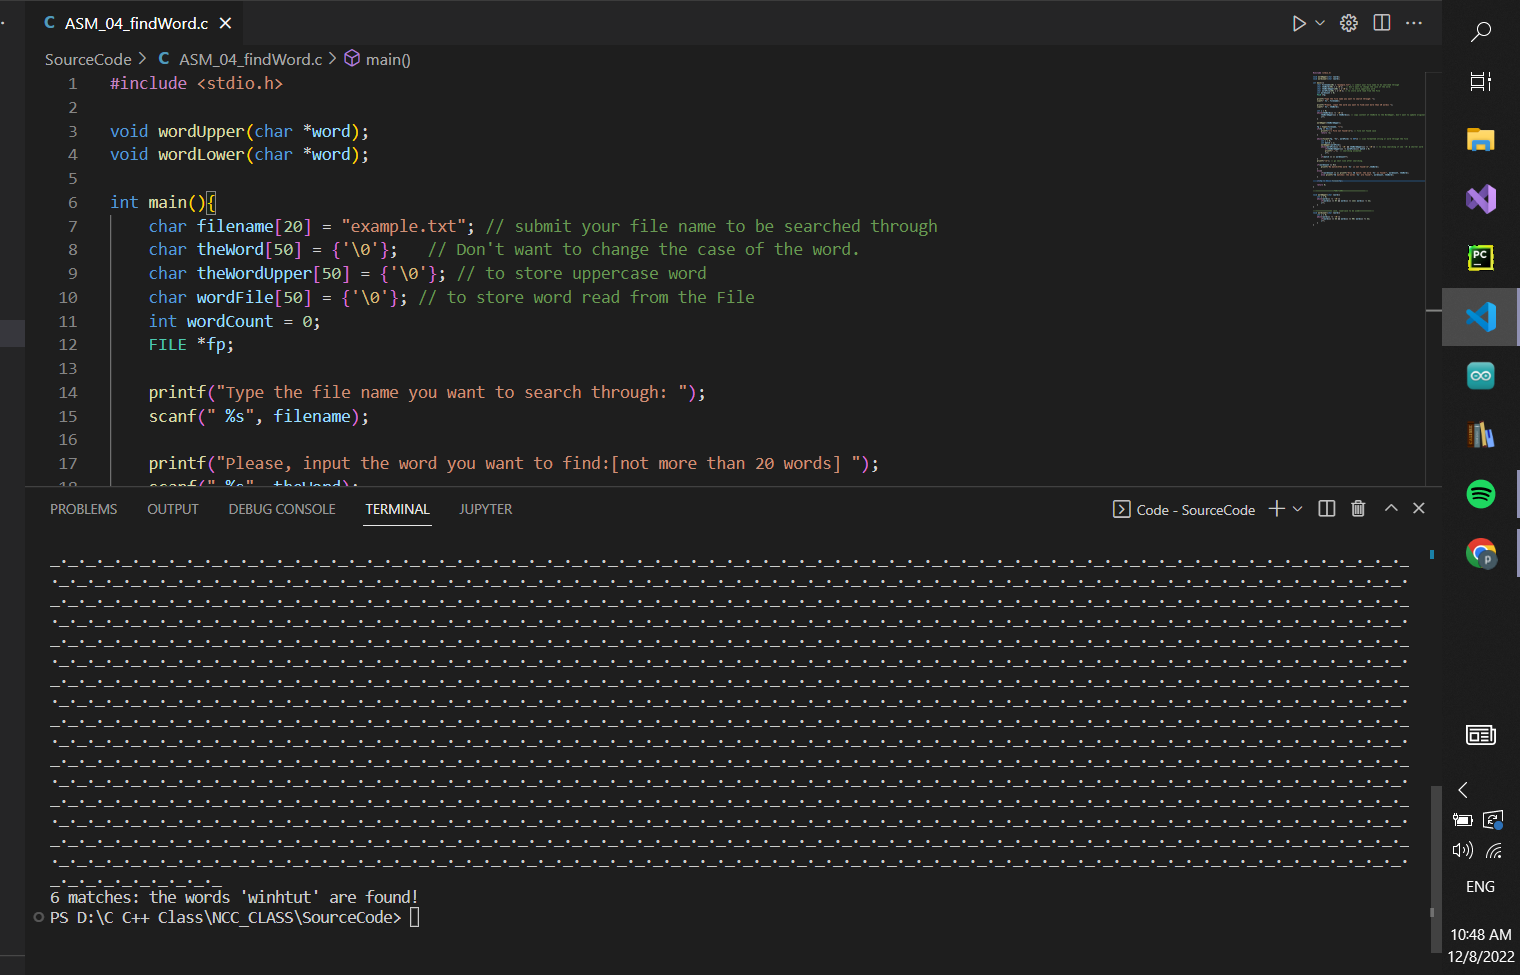 C ASM_04_findWord.c
SourceCode > C ASM_04_findWord.c > main()
1 #include <stdio.h>
2
3 void wordUpper(char *word);
4 void wordLower(char *word);
5
6 int main(){
7 char filename[20] = "example.txt"; // submit your file name to be searched through
8 char theWord[50] = {'\0'}; // Don't want to change the case of the word.
9 char theWordUpper[50] = {'\0'}; // to store uppercase word
10 char wordFile[50] = {'\0'}; // to store word read from the File
11 int wordCount = 0;
12 FILE *fp;
13
14 printf("Type the file name you want to search through: ");
15 scanf(" %s", filename);
16
17 printf("Please, input the word you want to find:[not more than 20 words] ");
18 scanf(" %s", theWord);
PROBLEMS OUTPUT DEBUG CONSOLE TERMINAL JUPYTER
Code - SourceCode
6 matches: the words 'winhtut' are found!
PS D:\C C++ Class\NCC_CLASS\SourceCode>
PC
P
ENG
10:48 AM
12/8/2022